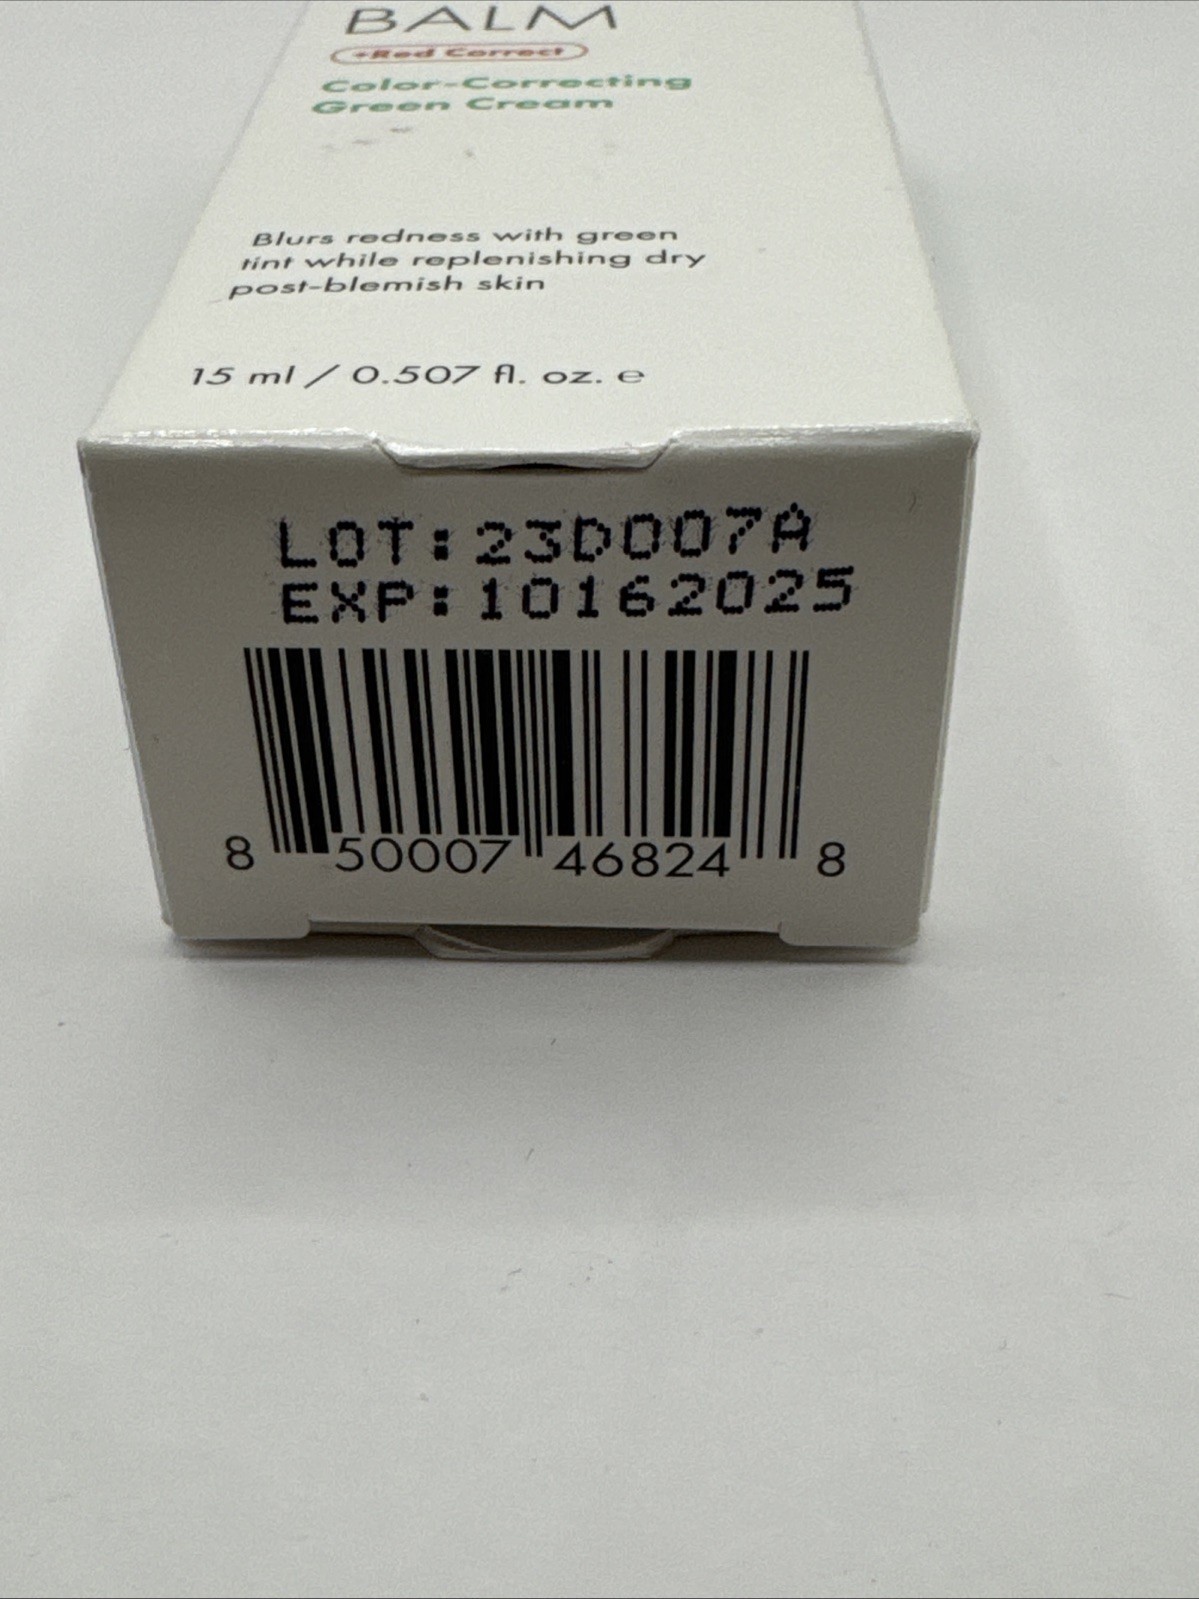 BALM
+Red Correct
Color-Correcting
Green Cream
Blurs redness with green
tint while replenishing dry
post-blemish skin
15 ml / 0.507 fl. oz. ℮
LOT:23D007A
EXP:10162025
8 50007 46824 8